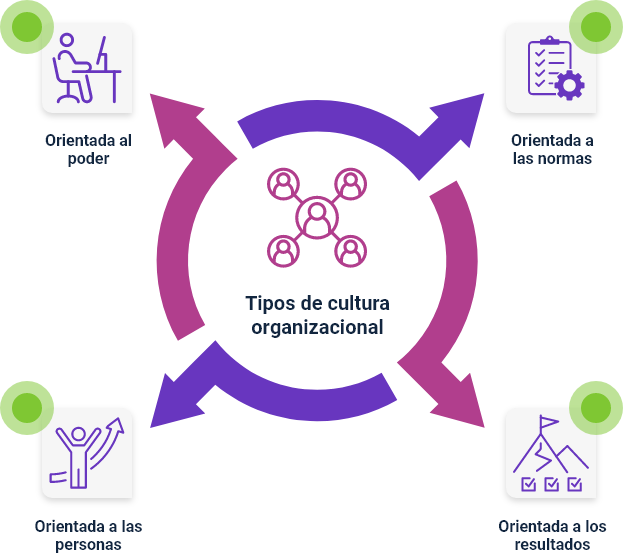 Orientada al
poder
Orientada a
las normas
Tipos de cultura
organizacional
Orientada a las
personas
Orientada a los
resultados